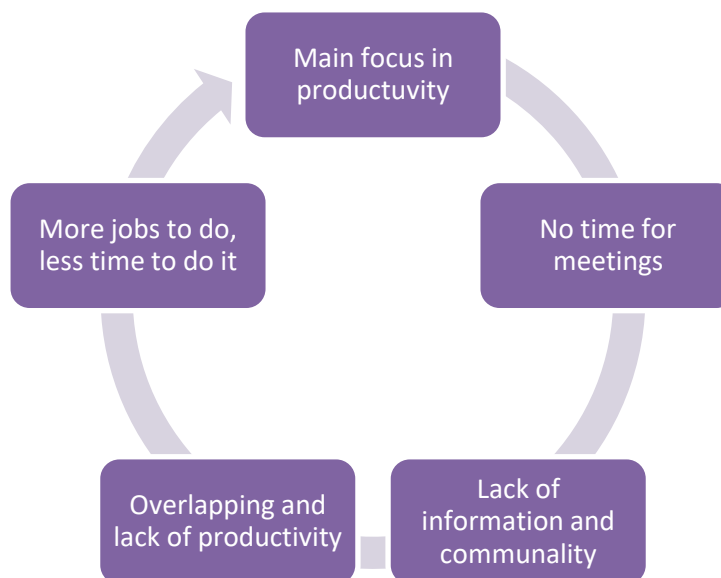 Main focus in
productuvity
No time for
meetings
Lack of
information and
communality
Overlapping and
lack of productivity
More jobs to do,
less time to do it